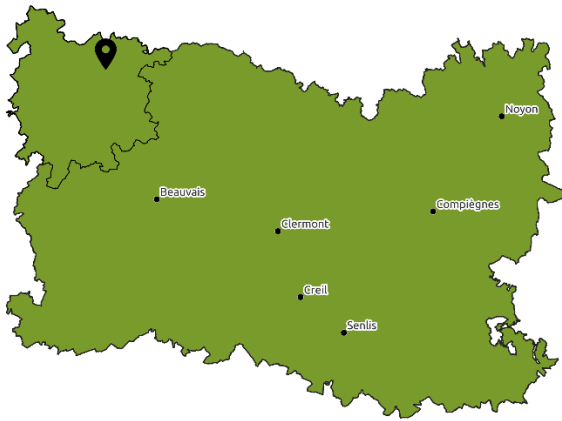 Noyon
Beauvais
Compiègnes
Clermont
Creil
Senlis